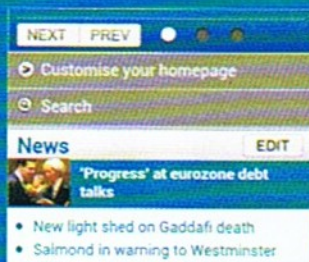 NEXT PREV
Customise your homepage
Search
News EDIT
'Progress' at eurozone debt
talks
New light shed on Gaddafi death
Salmond in warning to Westminster